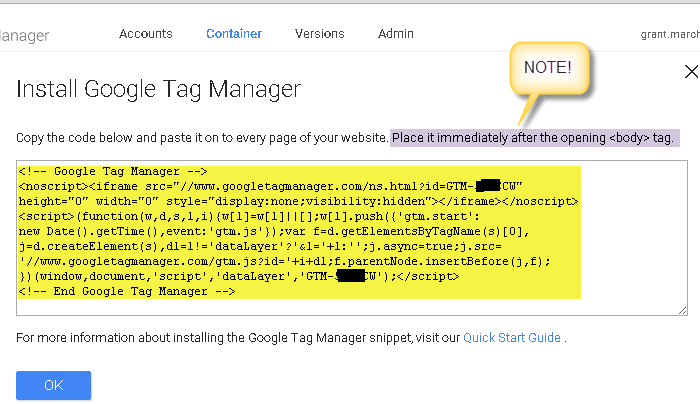 Manager Accounts Container Versions Admin grant.march
NOTE!
Install Google Tag Manager
Copy the code below and paste it on to every page of your website. Place it immediately after the opening <body> tag.
<!-- Google Tag Manager -->
<noscript><iframe src="//www.googletagmanager.com/ns.html?id=GTM- CW"
height="0" width="0" style="display:none;visibility:hidden"></iframe></noscript>
<script>(function(w,d,s,l,i){w[l]=w[l]||[];w[l].push({'gtm.start':
new Date().getTime(),event:'gtm.js'});var f=d.getElementsByTagName(s)[0],
j=d.createElement(s),dl=l!='dataLayer'?'&l='+l:'';j.async=true;j.src=
'//www.googletagmanager.com/gtm.js?id='+i+dl;f.parentNode.insertBefore(j,f);
})(window,document,'script','dataLayer','GTM- CW');</script>
<!-- End Google Tag Manager -->
For more information about installing the Google Tag Manager snippet, visit our Quick Start Guide .
OK